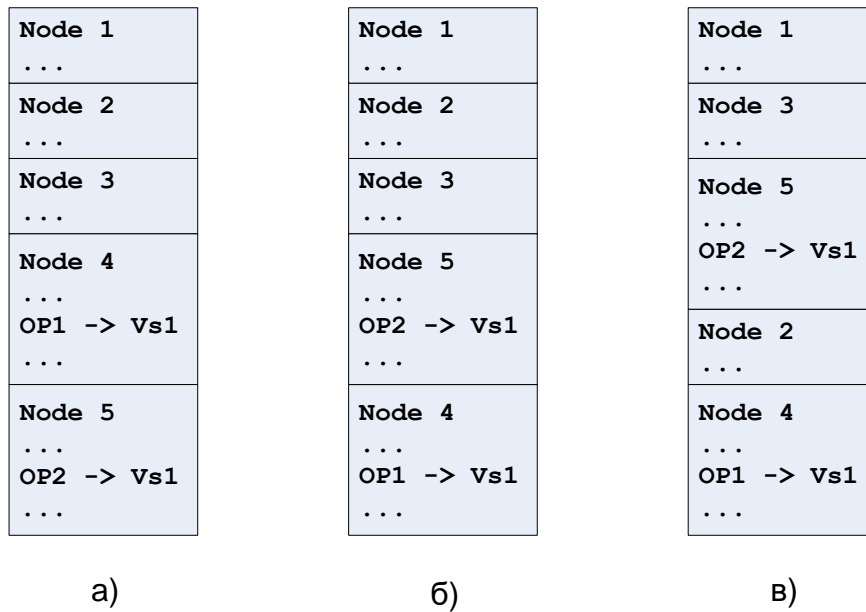 Node 1
...
Node 2
...
Node 3
...
Node 4
...
OP1 -> Vs1
...
Node 5
...
OP2 -> Vs1
...
а)
Node 1
...
Node 2
...
Node 3
...
Node 5
...
OP2 -> Vs1
...
Node 4
...
OP1 -> Vs1
...
б)
Node 1
...
Node 3
...
Node 5
...
OP2 -> Vs1
...
Node 2
...
Node 4
...
OP1 -> Vs1
...
в)